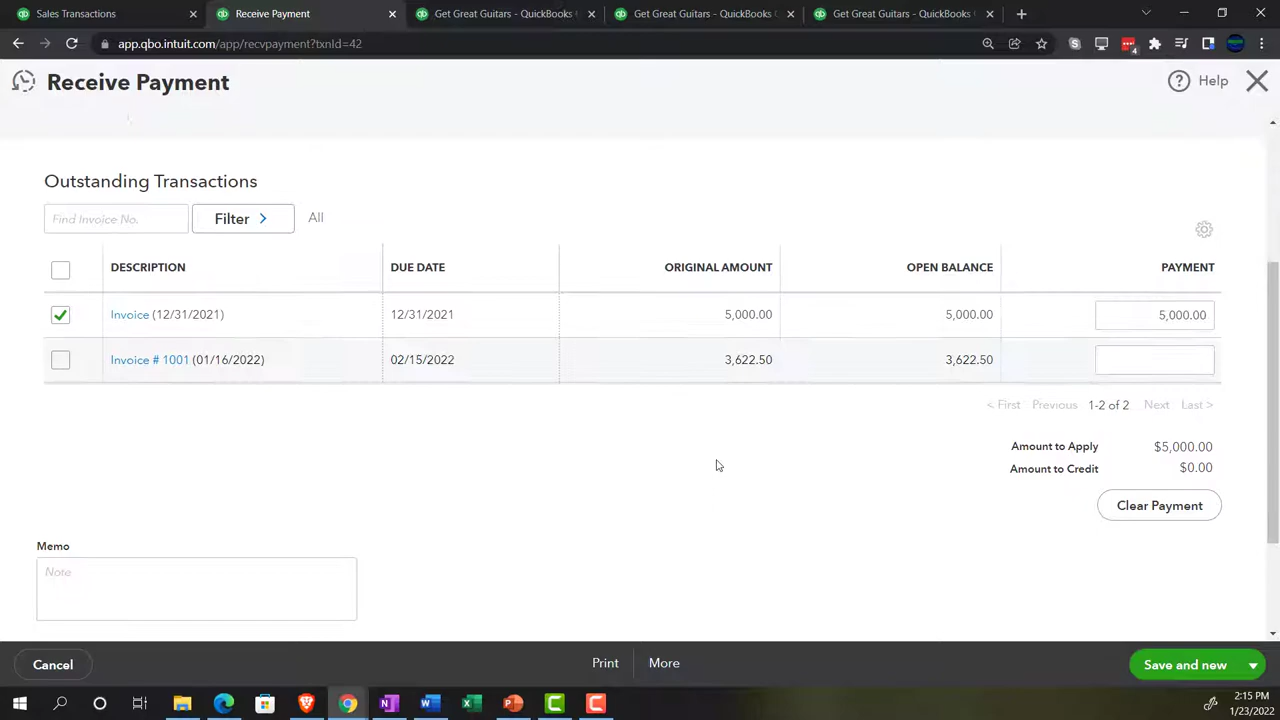 Sales Transactions
Receive Payment
Get Great Guitars - QuickBooks
Get Great Guitars - QuickBooks
Get Great Guitars - QuickBooks
app.qbo.intuit.com/app/recvpayment?txnId=42
4
Receive Payment
Help
Outstanding Transactions
Find Invoice No.
Filter >
All
DESCRIPTION DUE DATE ORIGINAL AMOUNT OPEN BALANCE PAYMENT
Invoice (12/31/2021) 12/31/2021 5,000.00 5,000.00 5,000.00
Invoice # 1001 (01/16/2022) 02/15/2022 3,622.50 3,622.50
< First Previous 1-2 of 2 Next Last >
Amount to Apply $5,000.00
Amount to Credit $0.00
Clear Payment
Memo
Note
Cancel
Print
More
Save and new
2:15 PM
1/23/2022